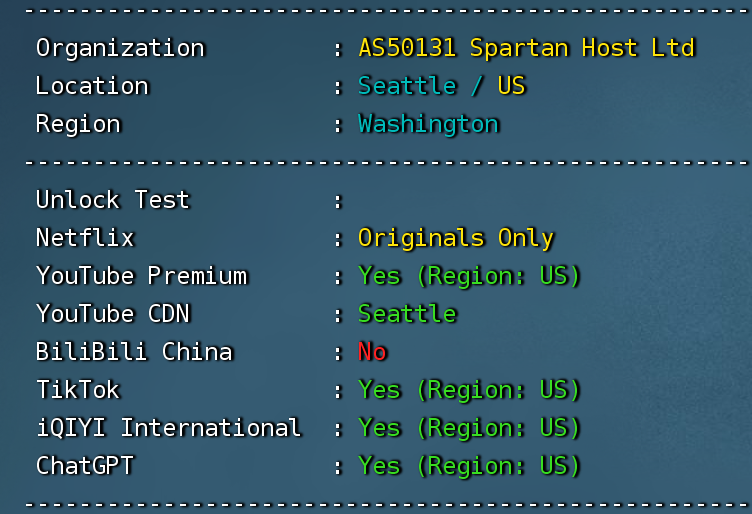 ----------------------------------------------------
Organization : AS50131 Spartan Host Ltd
Location : Seattle / US
Region : Washington
----------------------------------------------------
Unlock Test :
Netflix : Originals Only
YouTube Premium : Yes (Region: US)
YouTube CDN : Seattle
BiliBili China : No
TikTok : Yes (Region: US)
iQIYI International : Yes (Region: US)
ChatGPT : Yes (Region: US)
----------------------------------------------------